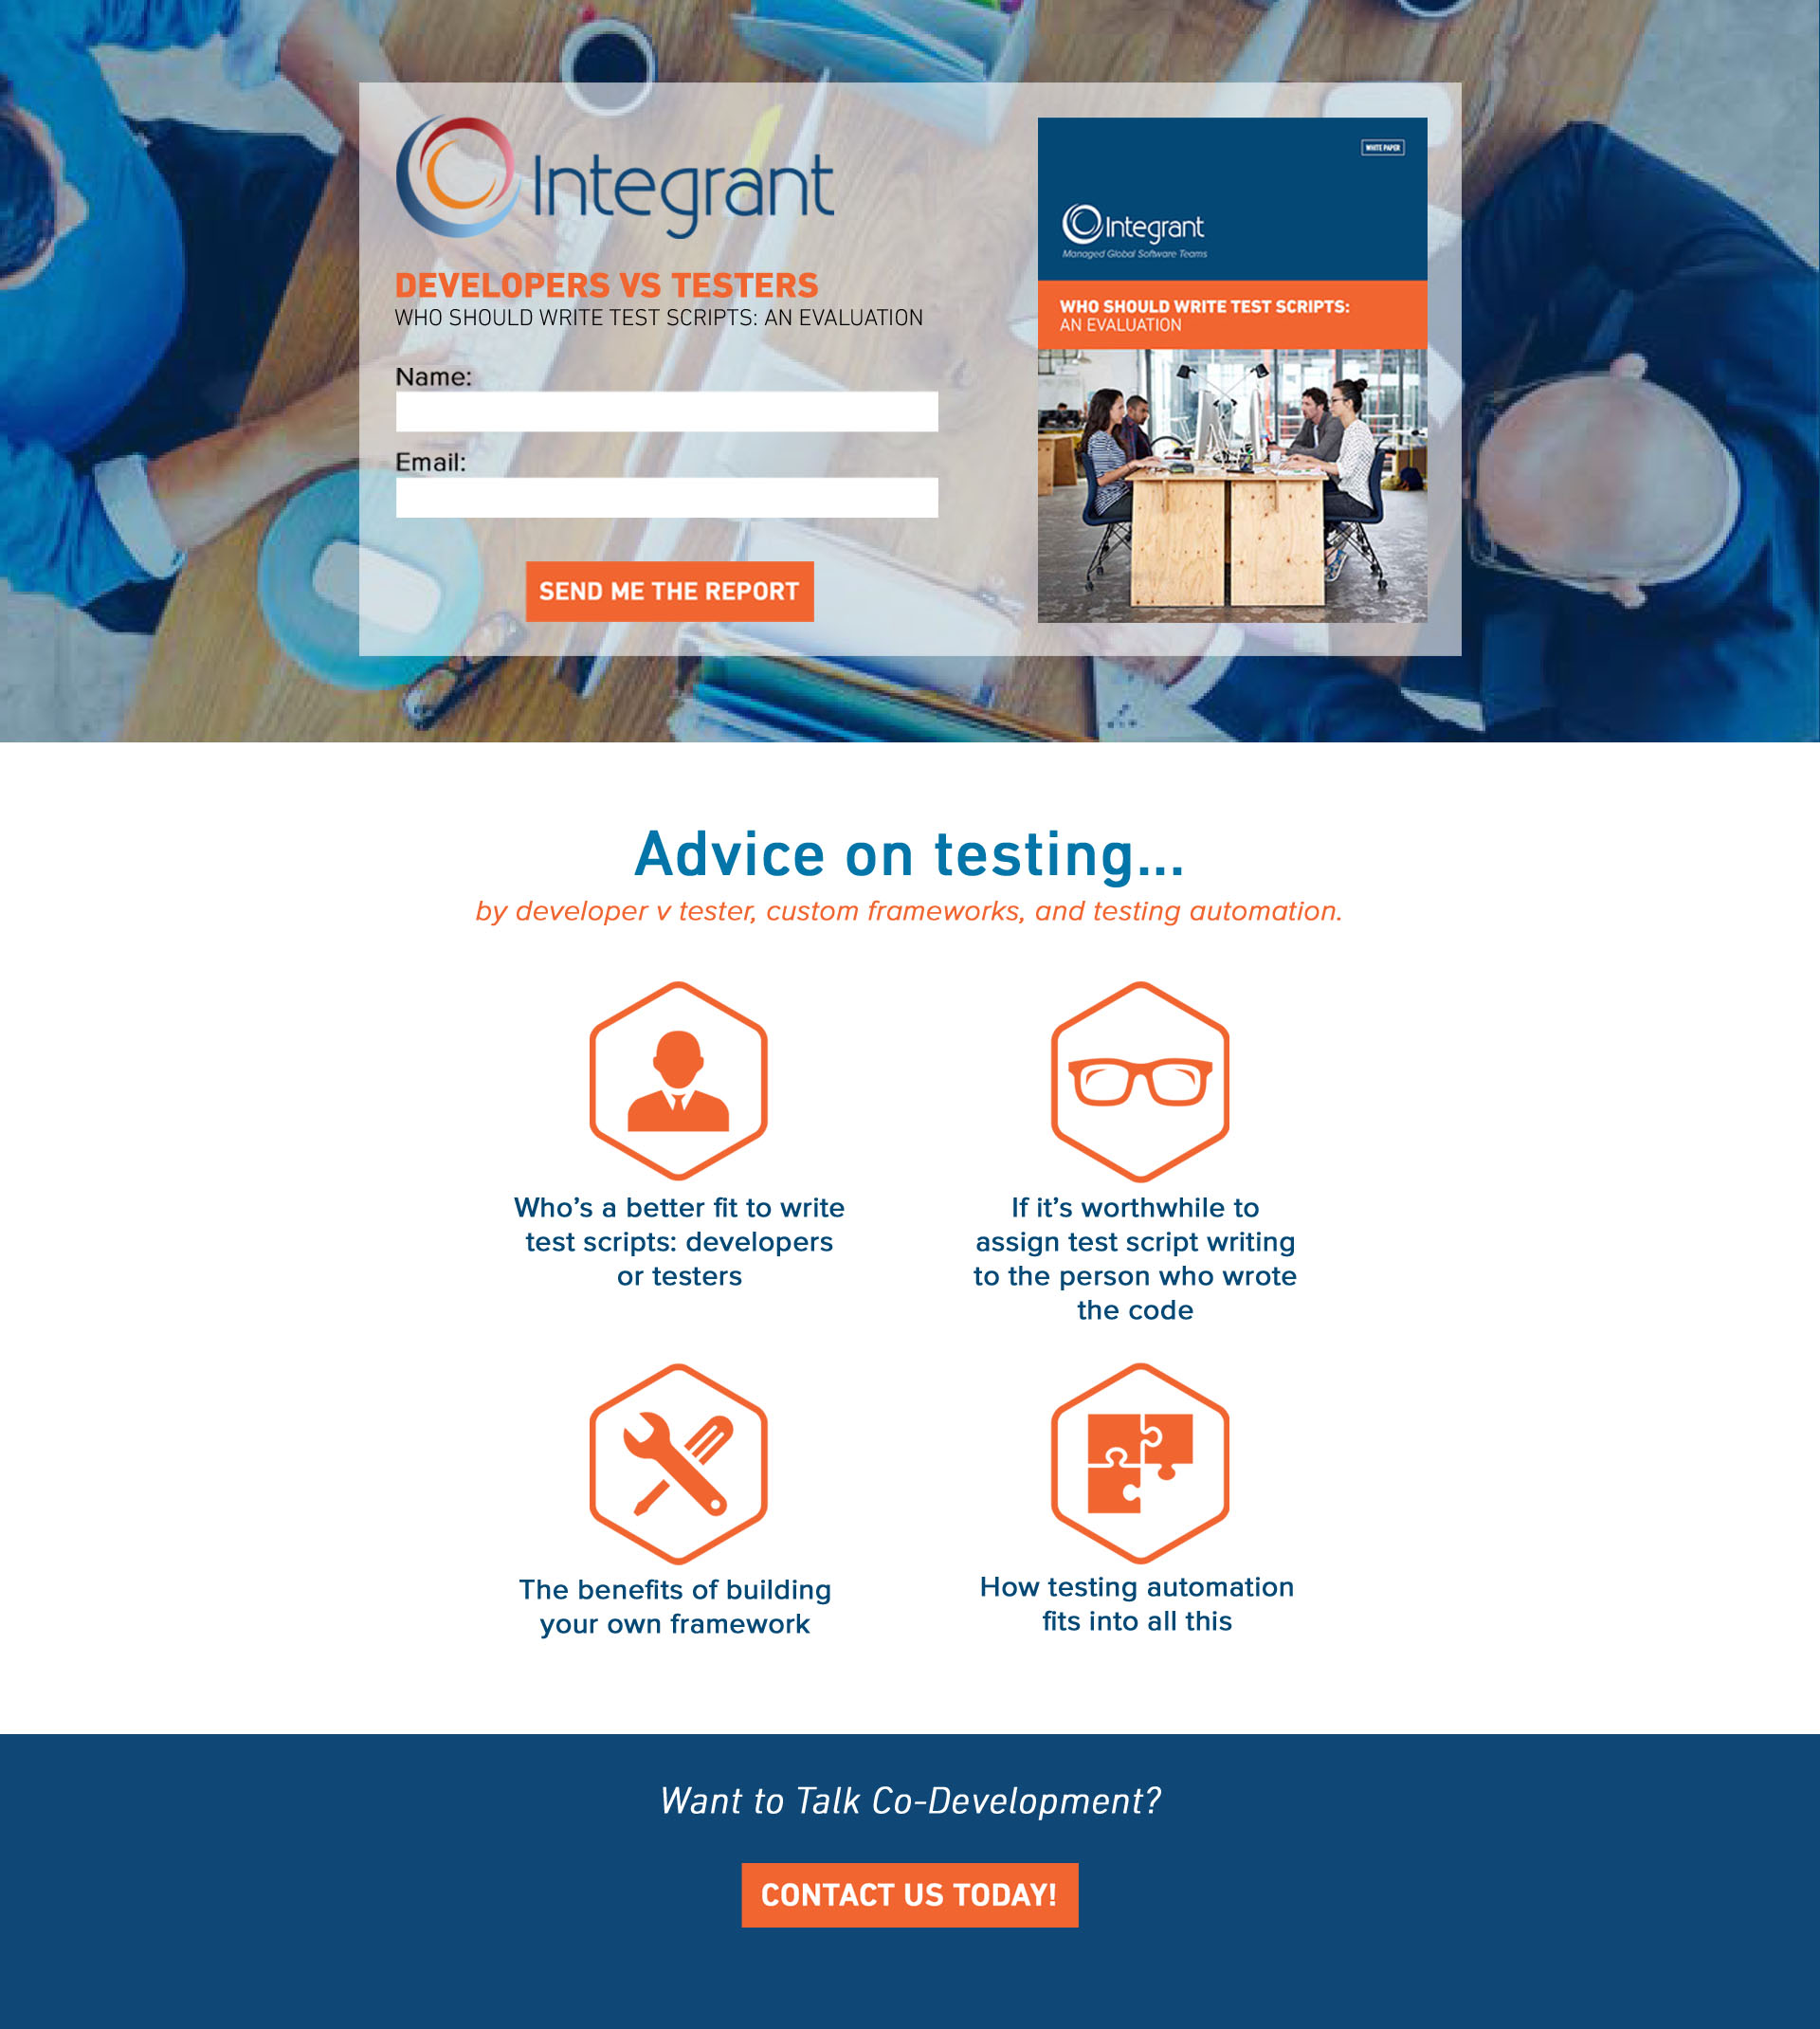 Integrant
DEVELOPERS VS TESTERS
WHO SHOULD WRITE TEST SCRIPTS: AN EVALUATION
Name:
Email:
SEND ME THE REPORT
WHITE PAPER
Integrant
Managed Global Software Teams
WHO SHOULD WRITE TEST SCRIPTS:
AN EVALUATION
Advice on testing...
by developer v tester, custom frameworks, and testing automation.
Who’s a better fit to write
test scripts: developers
or testers
If it’s worthwhile to
assign test script writing
to the person who wrote
the code
The benefits of building
your own framework
How testing automation
fits into all this
Want to Talk Co-Development?
CONTACT US TODAY!